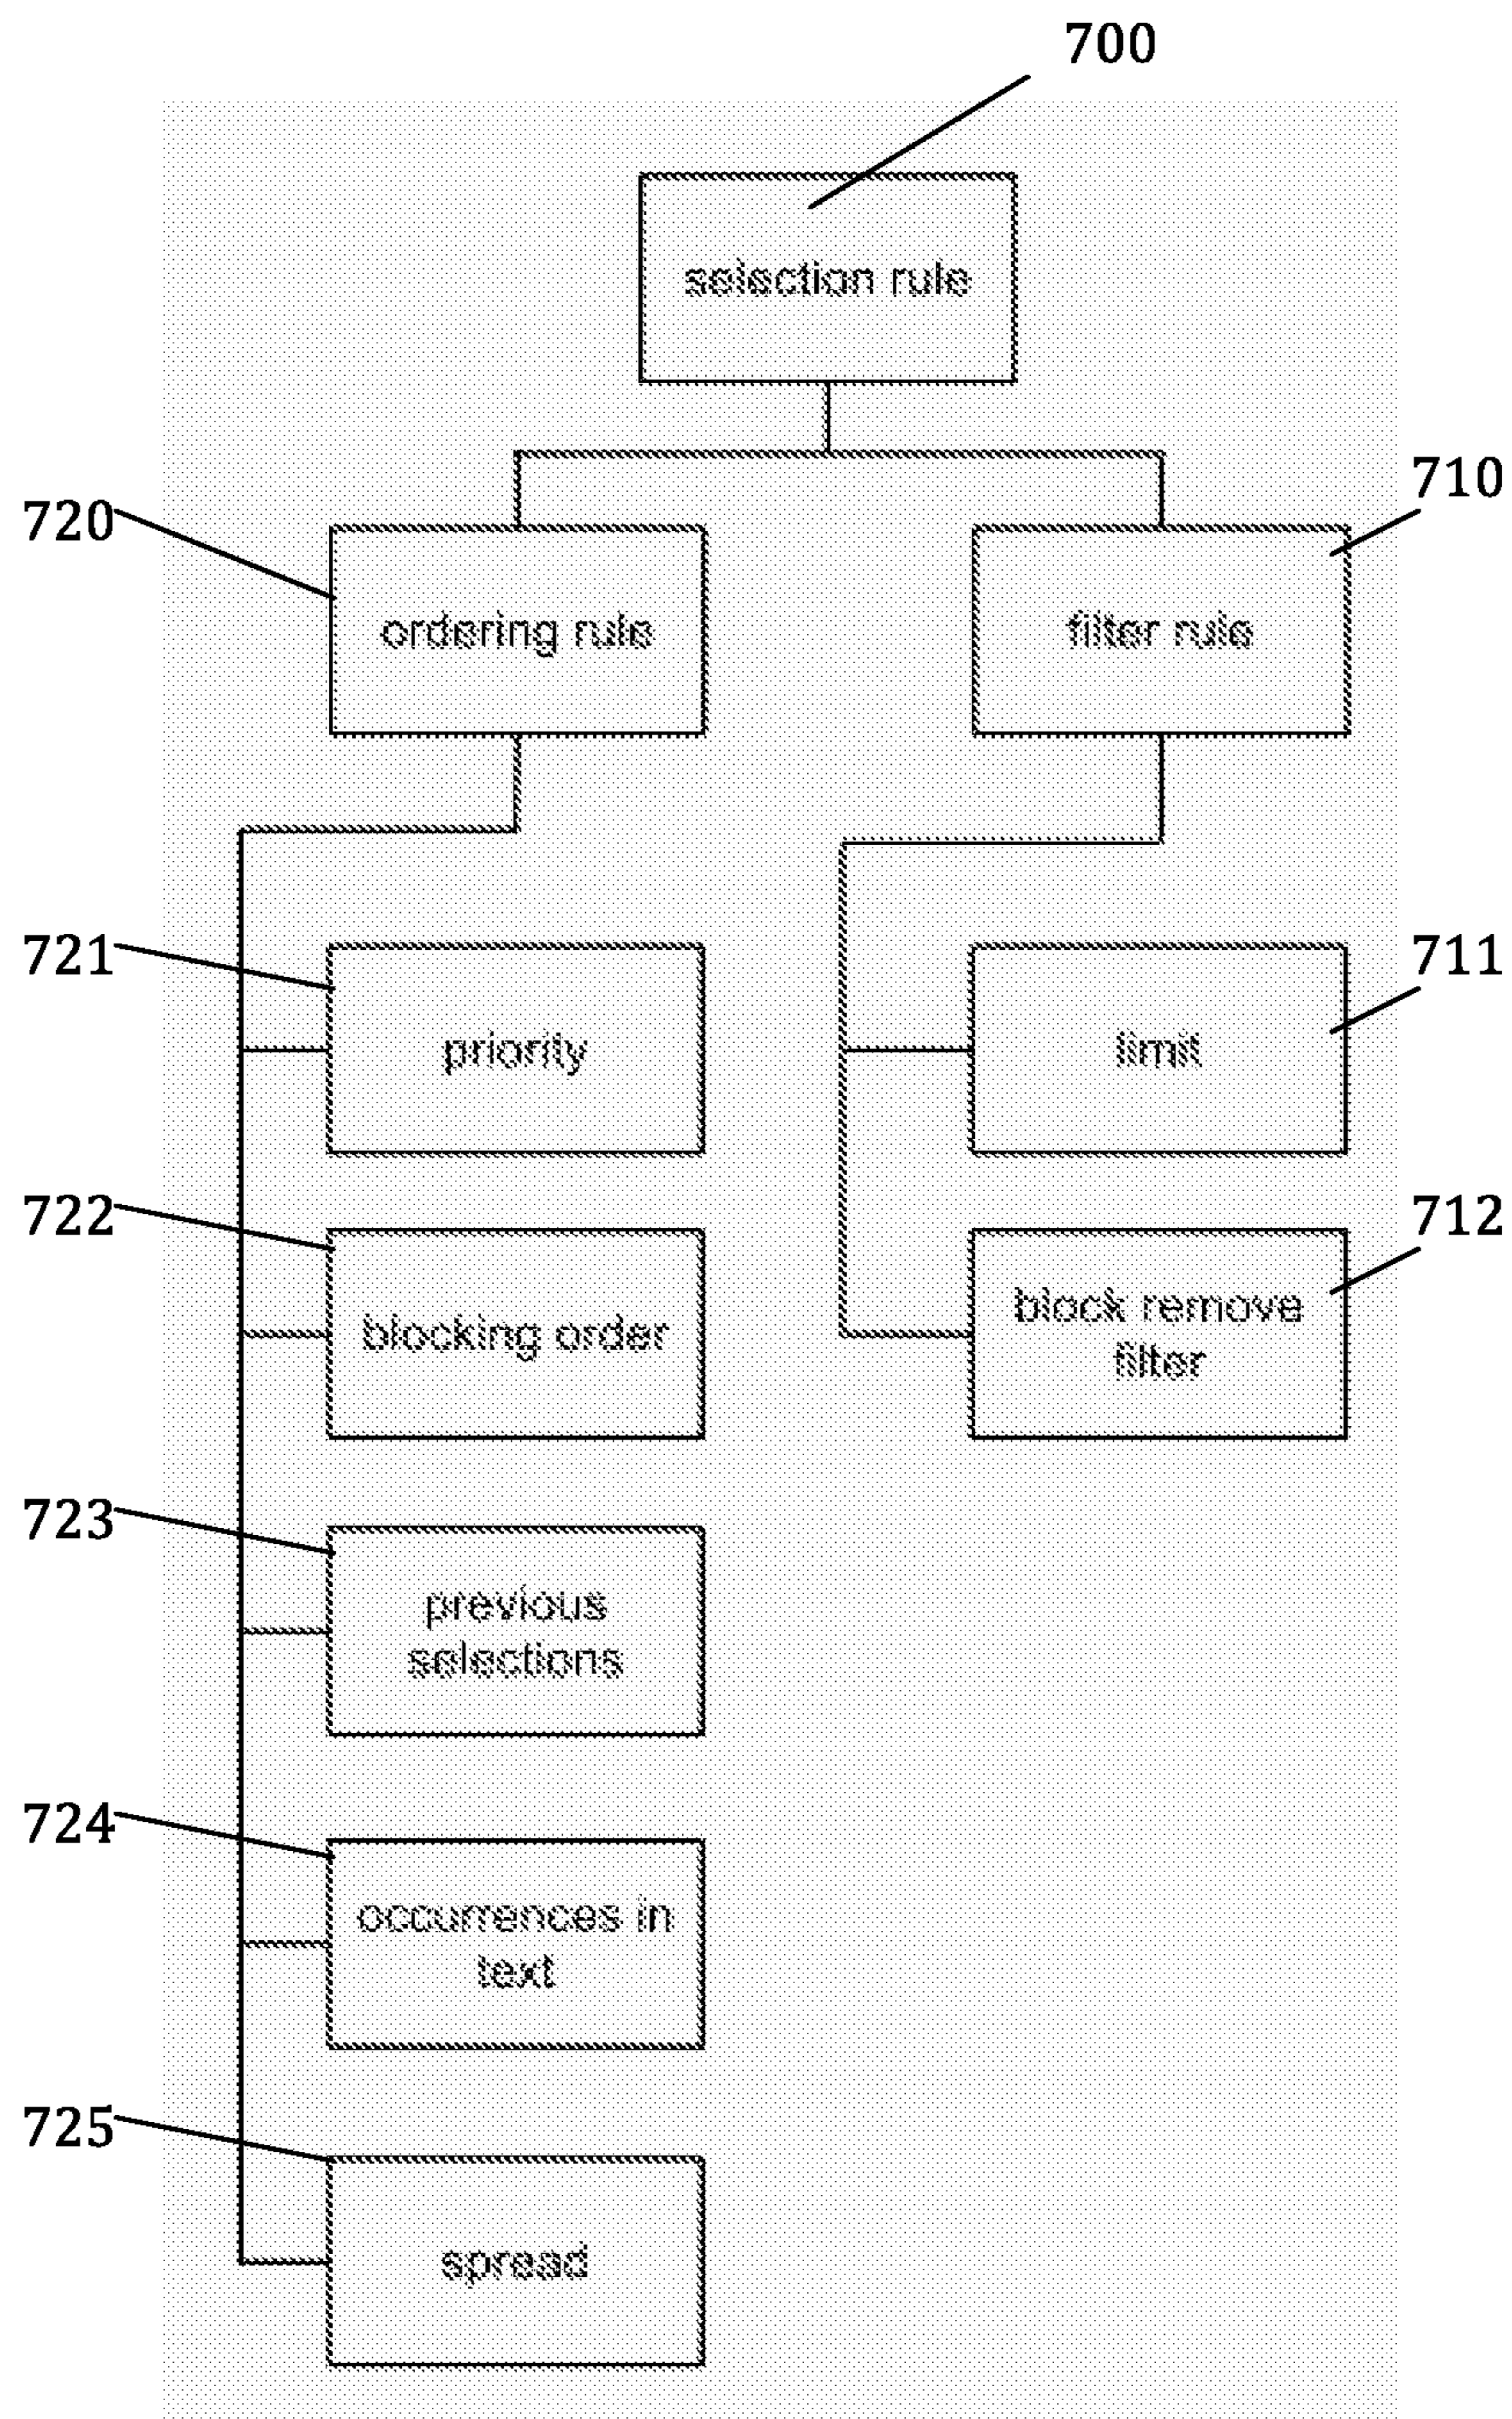 700
selection rule
710
720
ordering rule
filter rule
721
priority
711
limit
722
blocking order
712
block remove
filter
723
previous
selections
724
occurrences in
text
725
spread